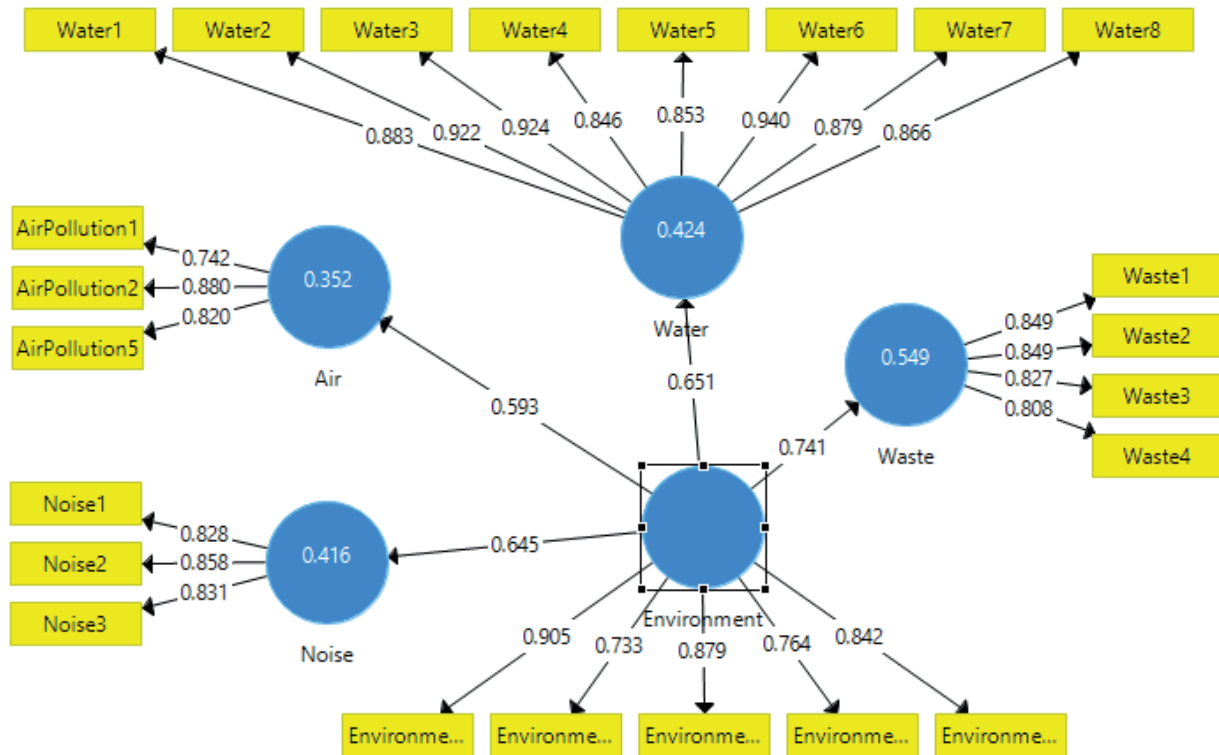 Water1
Water2
Water3
Water4
Water5
Water6
Water7
Water8
0.883
0.922
0.924
0.846
0.853
0.940
0.879
0.866
0.424
Water
AirPollution1
AirPollution2
AirPollution5
0.742
0.880
0.820
0.352
Air
Waste1
Waste2
Waste3
Waste4
0.849
0.849
0.827
0.808
0.549
Waste
0.651
0.593
0.741
0.645
Noise1
Noise2
Noise3
0.828
0.858
0.831
0.416
Noise
Environment
0.905
0.733
0.879
0.764
0.842
Environme...
Environme...
Environme...
Environme...
Environme...